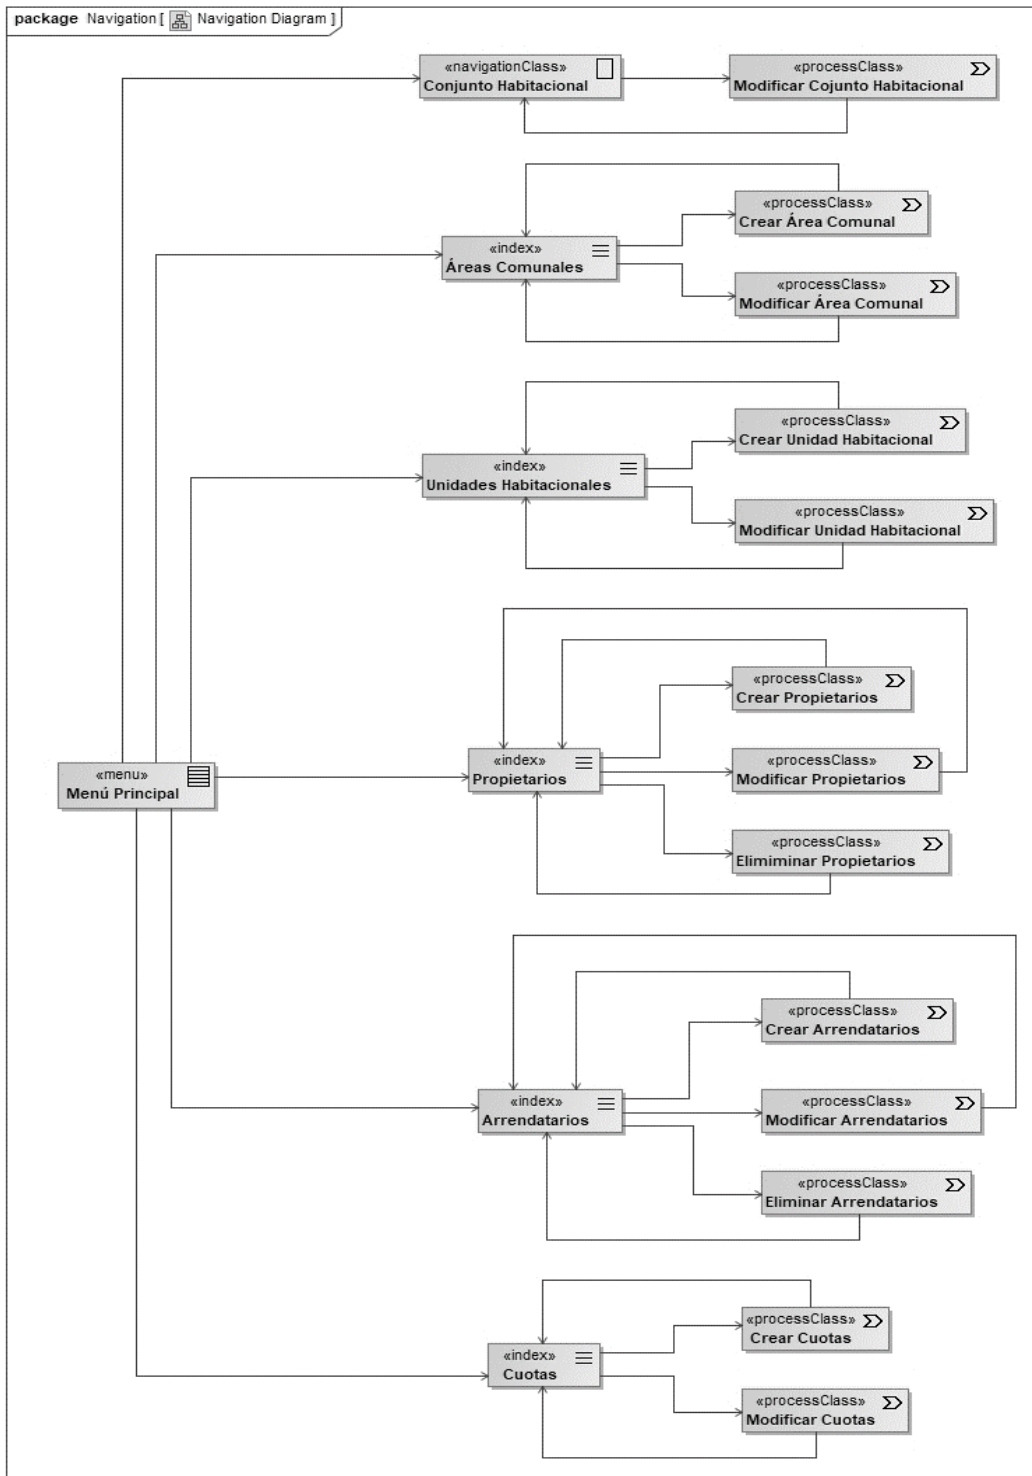 package Navigation [ Navigation Diagram ]
«navigationClass»
Conjunto Habitacional
«processClass»
Modificar Cojunto Habitacional
«processClass»
Crear Área Comunal
«index»
Áreas Comunales
«processClass»
Modificar Área Comunal
«processClass»
Crear Unidad Habitacional
«index»
Unidades Habitacionales
«processClass»
Modificar Unidad Habitacional
«processClass»
Crear Propietarios
«menu»
Menú Principal
«index»
Propietarios
«processClass»
Modificar Propietarios
«processClass»
Elimiminar Propietarios
«processClass»
Crear Arrendatarios
«index»
Arrendatarios
«processClass»
Modificar Arrendatarios
«processClass»
Eliminar Arrendatarios
«processClass»
Crear Cuotas
«index»
Cuotas
«processClass»
Modificar Cuotas